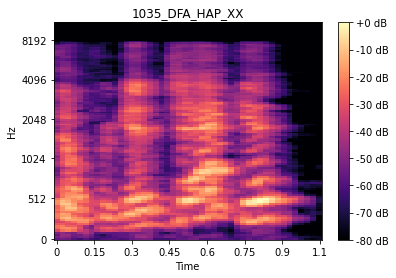 1035_DFA_HAP_XX
Hz
8192
4096
2048
1024
512
0
0 0.15 0.3 0.45 0.6 0.75 0.9 1.1
Time
+0 dB
-10 dB
-20 dB
-30 dB
-40 dB
-50 dB
-60 dB
-70 dB
-80 dB